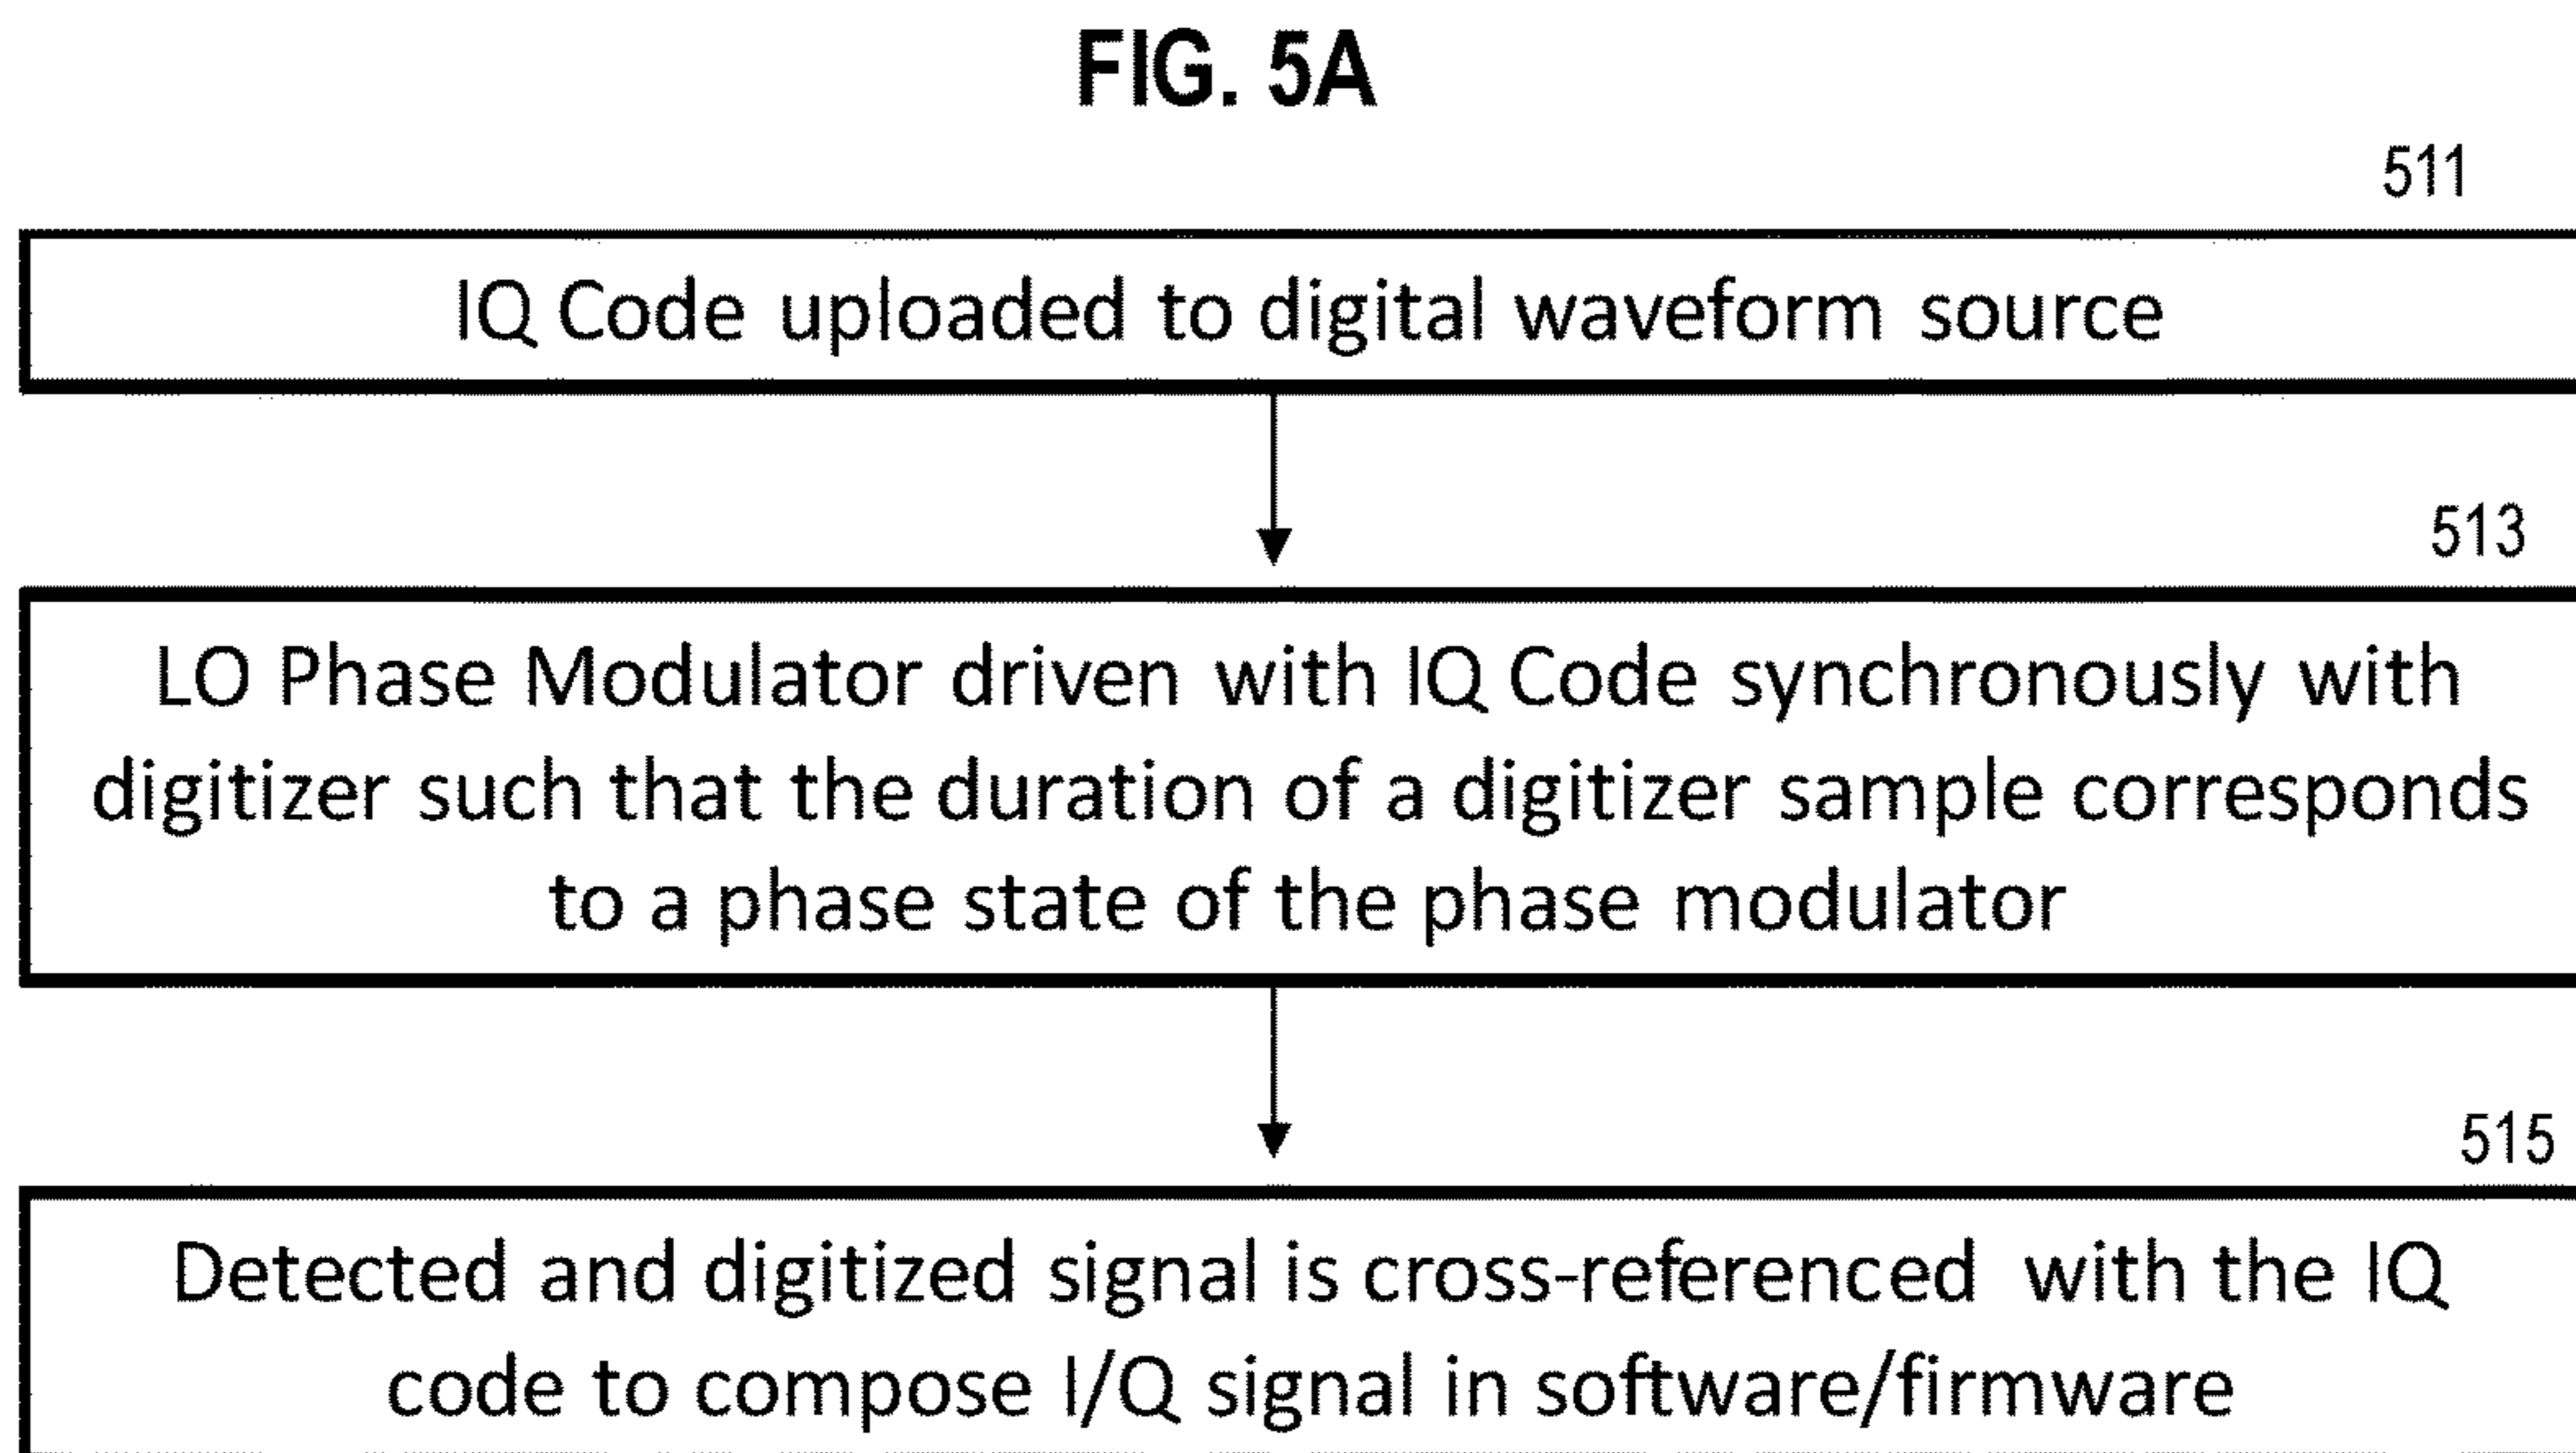 FIG. 5A
511
IQ Code uploaded to digital waveform source
513
LO Phase Modulator driven with IQ Code synchronously with
digitizer such that the duration of a digitizer sample corresponds
to a phase state of the phase modulator
515
Detected and digitized signal is cross-referenced with the IQ
code to compose I/Q signal in software/firmware